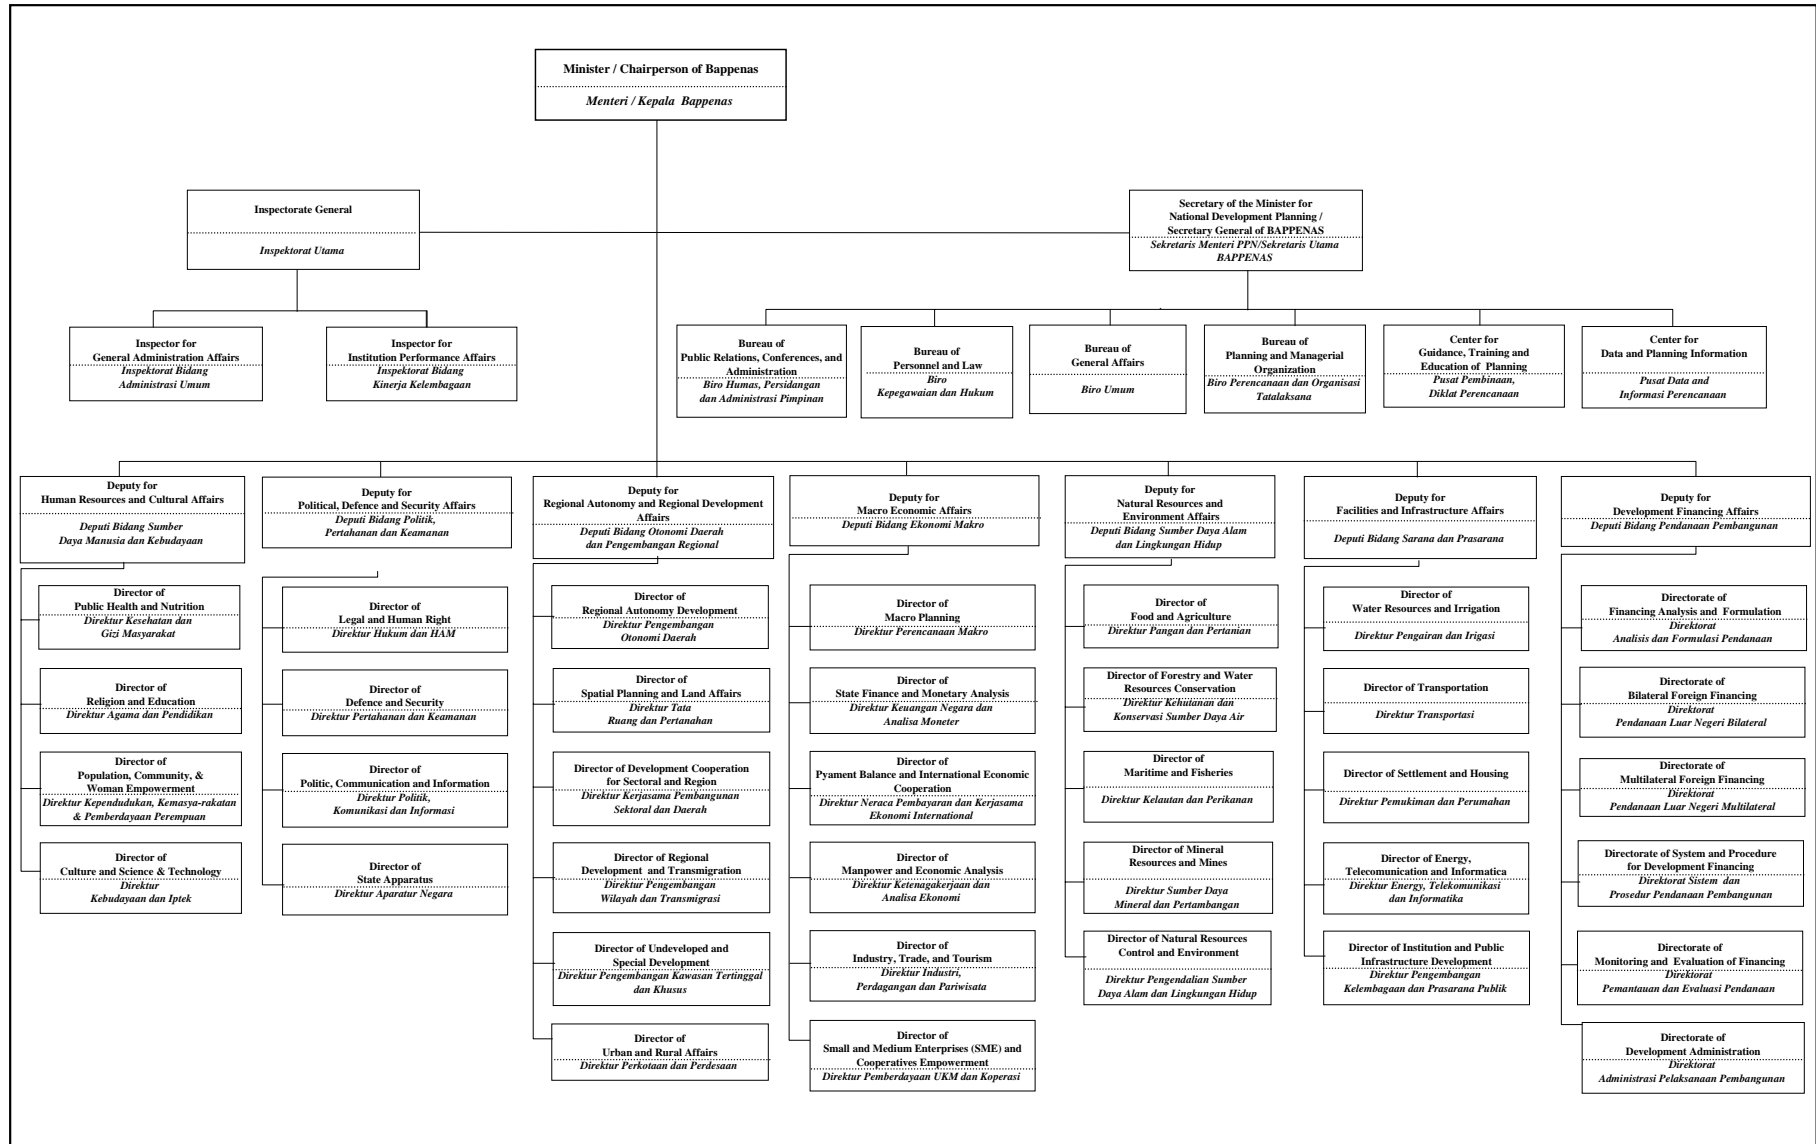 Minister / Chairperson of Bappenas
Menteri / Kepala Bappenas
Inspectorate General
Inspektorat Utama
Secretary of the Minister for
National Development Planning /
Secretary General of BAPPENAS
Sekretaris Menteri PPN/Sekretaris Utama
BAPPENAS
Inspector for
General Administration Affairs
Inspektorat Bidang
Administrasi Umum
Inspector for
Institution Performance Affairs
Inspektorat Bidang
Kinerja Kelembagaan
Bureau of
Public Relations, Conferences, and
Administration
Biro Humas, Persidangan
dan Administrasi Pimpinan
Bureau of
Personnel and Law
Biro
Kepegawaian dan Hukum
Bureau of
General Affairs
Biro Umum
Bureau of
Planning and Managerial
Organization
Biro Perencanaan dan Organisasi
Tatalaksana
Center for
Guidance, Training and
Education of Planning
Pusat Pembinaan,
Diklat Perencanaan
Center for
Data and Planning Information
Pusat Data and
Informasi Perencanaan
Deputy for
Human Resources and Cultural Affairs
Deputi Bidang Sumber
Daya Manusia dan Kebudayaan
Deputy for
Political, Defence and Security Affairs
Deputi Bidang Politik,
Pertahanan dan Keamanan
Deputy for
Regional Autonomy and Regional Development
Affairs
Deputi Bidang Otonomi Daerah
dan Pengembangan Regional
Deputy for
Macro Economic Affairs
Deputi Bidang Ekonomi Makro
Deputy for
Natural Resources and
Environment Affairs
Deputi Bidang Sumber Daya Alam
dan Lingkungan Hidup
Deputy for
Facilities and Infrastructure Affairs
Deputi Bidang Sarana dan Prasarana
Deputy for
Development Financing Affairs
Deputi Bidang Pendanaan Pembangunan
Director of
Public Health and Nutrition
Direktur Kesehatan dan
Gizi Masyarakat
Director of
Religion and Education
Direktur Agama dan Pendidikan
Director of
Population, Community, &
Woman Empowerment
Direktur Kependudukan, Kemasya-rakatan
& Pemberdayaan Perempuan
Director of
Culture and Science & Technology
Direktur
Kebudayaan dan Iptek
Director of
Legal and Human Right
Direktur Hukum dan HAM
Director of
Defence and Security
Direktur Pertahanan dan Keamanan
Director of
Politic, Communication and Information
Direktur Politik,
Komunikasi dan Informasi
Director of
State Apparatus
Direktur Aparatur Negara
Director of
Regional Autonomy Development
Direktur Pengembangan
Otonomi Daerah
Director of
Spatial Planning and Land Affairs
Direktur Tata
Ruang dan Pertanahan
Director of Development Cooperation
for Sectoral and Region
Direktur Kerjasama Pembangunan
Sektoral dan Daerah
Director of Regional
Development and Transmigration
Direktur Pengembangan
Wilayah dan Transmigrasi
Director of Undeveloped and
Special Development
Direktur Pengembangan Kawasan Tertinggal
dan Khusus
Director of
Urban and Rural Affairs
Direktur Perkotaan dan Perdesaan
Director of
Macro Planning
Direktur Perencanaan Makro
Director of
State Finance and Monetary Analysis
Direktur Keuangan Negara dan
Analisa Moneter
Director of
Pyament Balance and International Economic
Cooperation
Direktur Neraca Pembayaran dan Kerjasama
Ekonomi International
Director of
Manpower and Economic Analysis
Direktur Ketenagakerjaan dan
Analisa Ekonomi
Director of
Industry, Trade, and Tourism
Direktur Industri,
Perdagangan dan Pariwisata
Director of
Small and Medium Enterprises (SME) and
Cooperatives Empowerment
Direktur Pemberdayaan UKM dan Koperasi
Director of
Food and Agriculture
Direktur Pangan dan Pertanian
Director of Forestry and Water
Resources Conservation
Direktur Kehutanan dan
Konservasi Sumber Daya Air
Director of
Maritime and Fisheries
Direktur Kelautan dan Perikanan
Director of Mineral
Resources and Mines
Direktur Sumber Daya
Mineral dan Pertambangan
Director of Natural Resources
Control and Environment
Direktur Pengendalian Sumber
Daya Alam dan Lingkungan Hidup
Director of
Water Resources and Irrigation
Direktur Pengairan dan Irigasi
Director of Transportation
Direktur Transportasi
Director of Settlement and Housing
Direktur Pemukiman dan Perumahan
Director of Energy,
Telecomunication and Informatica
Direktur Energy, Telekomunikasi
dan Informatika
Director of Institution and Public
Infrastructure Development
Direktur Pengembangan
Kelembagaan dan Prasarana Publik
Directorate of
Financing Analysis and Formulation
Direktorat
Analisis dan Formulasi Pendanaan
Directorate of
Bilateral Foreign Financing
Direktorat
Pendanaan Luar Negeri Bilateral
Directorate of
Multilateral Foreign Financing
Direktorat
Pendanaan Luar Negeri Multilateral
Directorate of System and Procedure
for Development Financing
Direktorat Sistem dan
Prosedur Pendanaan Pembangunan
Directorate of
Monitoring and Evaluation of Financing
Direktorat
Pemantauan dan Evaluasi Pendanaan
Directorate of
Development Administration
Direktorat
Administrasi Pelaksanaan Pembangunan